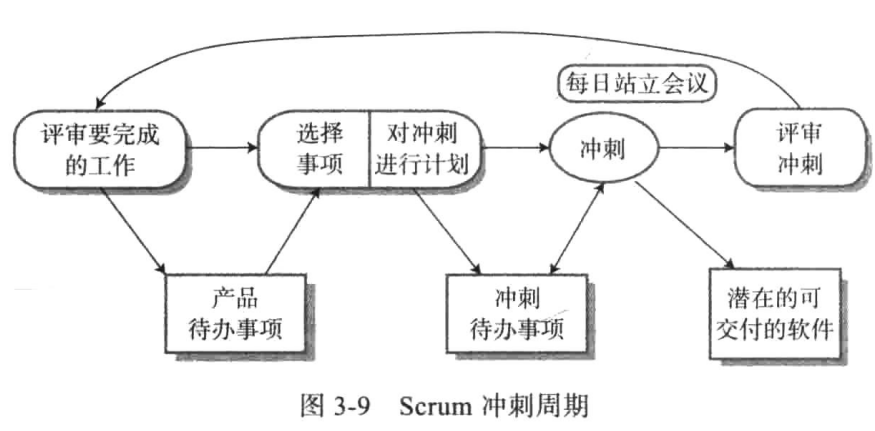 每日站立会议
评审要完成
的工作
选择
事项
对冲刺
进行计划
冲刺
评审
冲刺
产品
待办事项
冲刺
待办事项
潜在的可
交付的软件
图 3-9 Scrum 冲刺周期